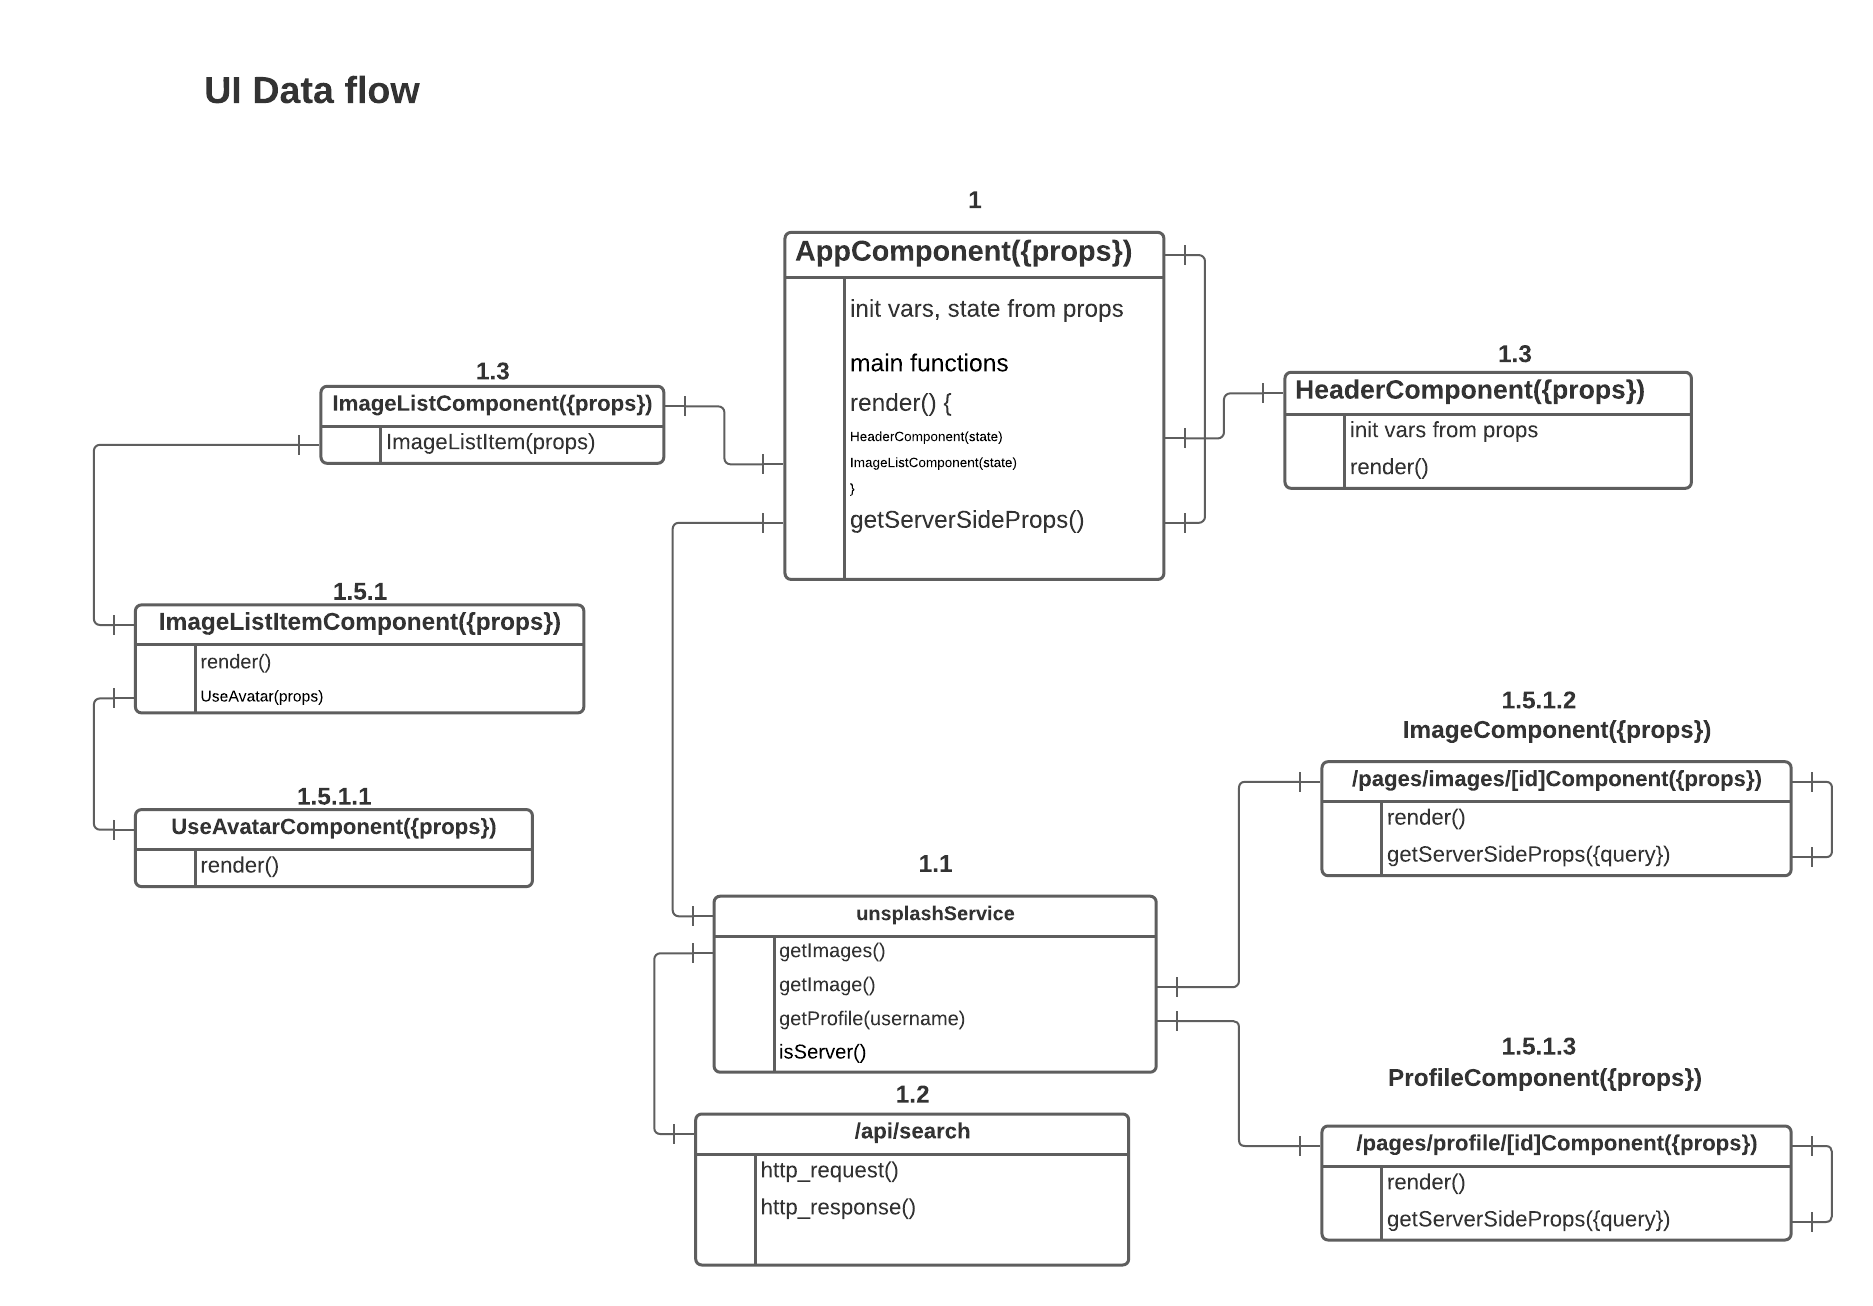 UI Data flow
1
AppComponent({props})
init vars, state from props
main functions
render() {
HeaderComponent(state)
ImageListComponent(state)
}
getServerSideProps()
1.3
ImageListComponent({props})
ImageListItem(props)
1.3
HeaderComponent({props})
init vars from props
render()
1.5.1
ImageListItemComponent({props})
render()
UseAvatar(props)
1.5.1.1
UseAvatarComponent({props})
render()
1.1
unsplashService
getImages()
getImage()
getProfile(username)
isServer()
1.2
/api/search
http_request()
http_response()
1.5.1.2
ImageComponent({props})
/pages/images/[id]Component({props})
render()
getServerSideProps({query})
1.5.1.3
ProfileComponent({props})
/pages/profile/[id]Component({props})
render()
getServerSideProps({query})